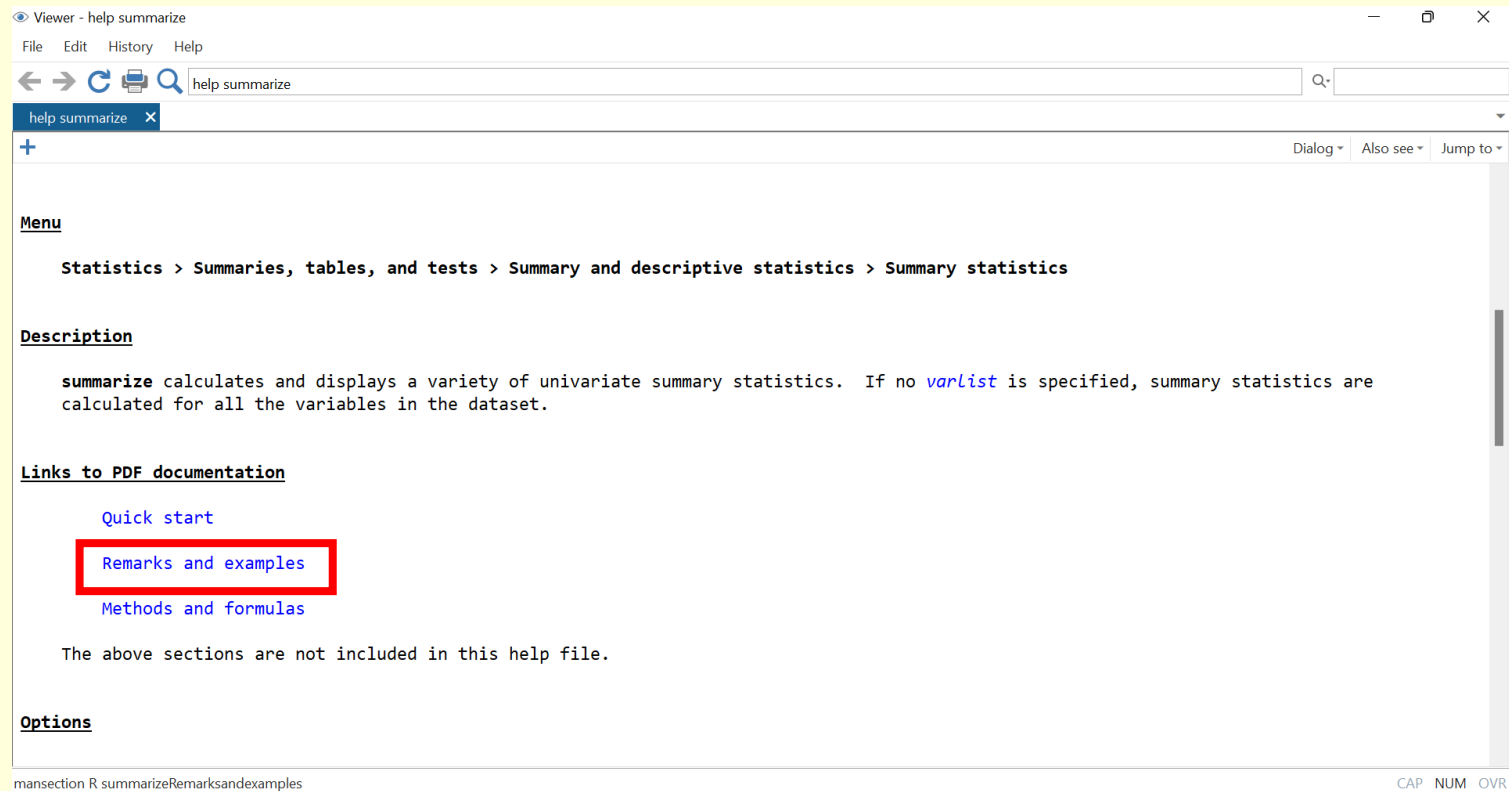 Viewer - help summarize
File Edit History Help
help summarize
help summarize
Dialog Also see Jump to
Menu
Statistics > Summaries, tables, and tests > Summary and descriptive statistics > Summary statistics
Description
summarize calculates and displays a variety of univariate summary statistics. If no varlist is specified, summary statistics are
calculated for all the variables in the dataset.
Links to PDF documentation
Quick start
Remarks and examples
Methods and formulas
The above sections are not included in this help file.
Options
mansection R summarizeRemarksandexamples CAP NUM OVR